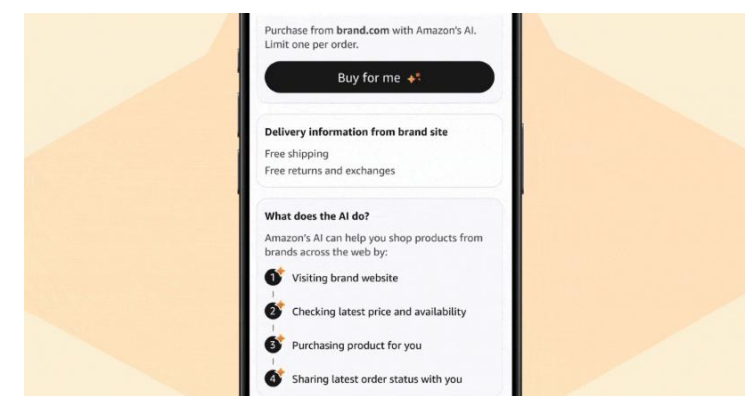 Purchase from brand.com with Amazon's AI.
Limit one per order.
Buy for me
Delivery information from brand site
Free shipping
Free returns and exchanges
What does the AI do?
Amazon's AI can help you shop products from
brands across the web by:
1 Visiting brand website
2 Checking latest price and availability
3 Purchasing product for you
4 Sharing latest order status with you